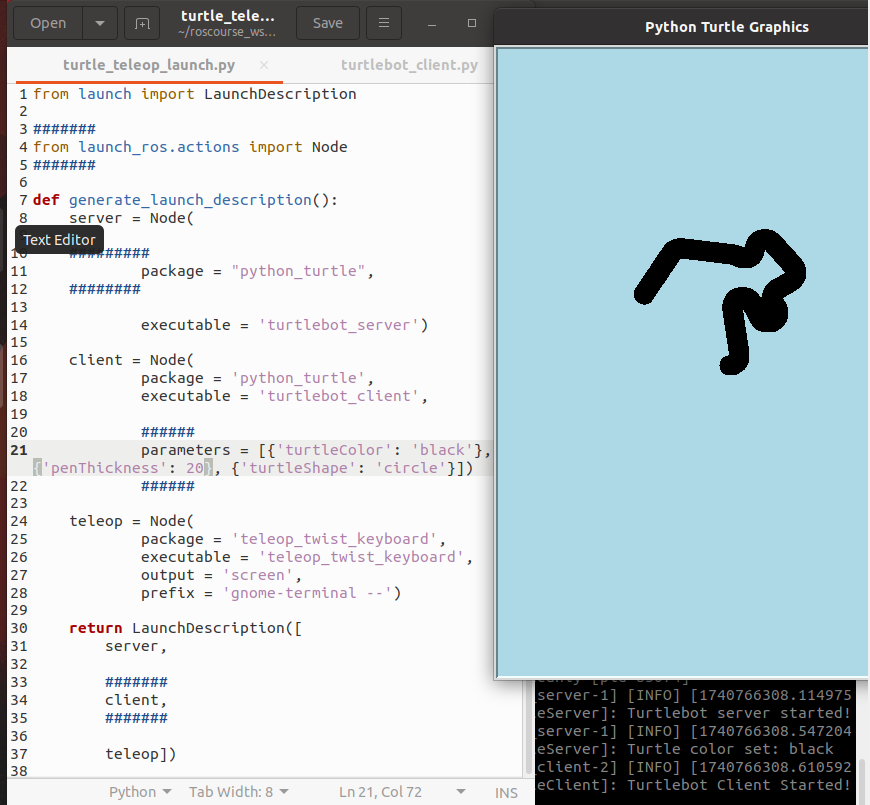 Open
turtle_tele...
~/roscourse_ws...
Save
Python Turtle Graphics
turtle_teleop_launch.py ×
turtlebot_client.py
1 from launch import LaunchDescription
2
3 #######
4 from launch_ros.actions import Node
5 #######
6
7 def generate_launch_description():
8     server = Node(
Text Editor
10     #########
11             package = "python_turtle",
12     ########
13
14             executable = 'turtlebot_server')
15
16     client = Node(
17             package = 'python_turtle',
18             executable = 'turtlebot_client',
19
20             ######
21             parameters = [{'turtleColor': 'black'},
{'penThickness': 20}, {'turtleShape': 'circle'}])
22             ######
23
24     teleop = Node(
25             package = 'teleop_twist_keyboard',
26             executable = 'teleop_twist_keyboard',
27             output = 'screen',
28             prefix = 'gnome-terminal --')
29
30     return LaunchDescription([
31         server,
32
33         #######
34         client,
35         #######
36
37         teleop])
38
_server-1] [INFO] [1740766308.114975
eServer]: Turtlebot server started!
_server-1] [INFO] [1740766308.547204
eServer]: Turtle color set: black
client-2] [INFO] [1740766308.610592
eClient]: Turtlebot Client Started!
Python
Tab Width: 8
Ln 21, Col 72
INS